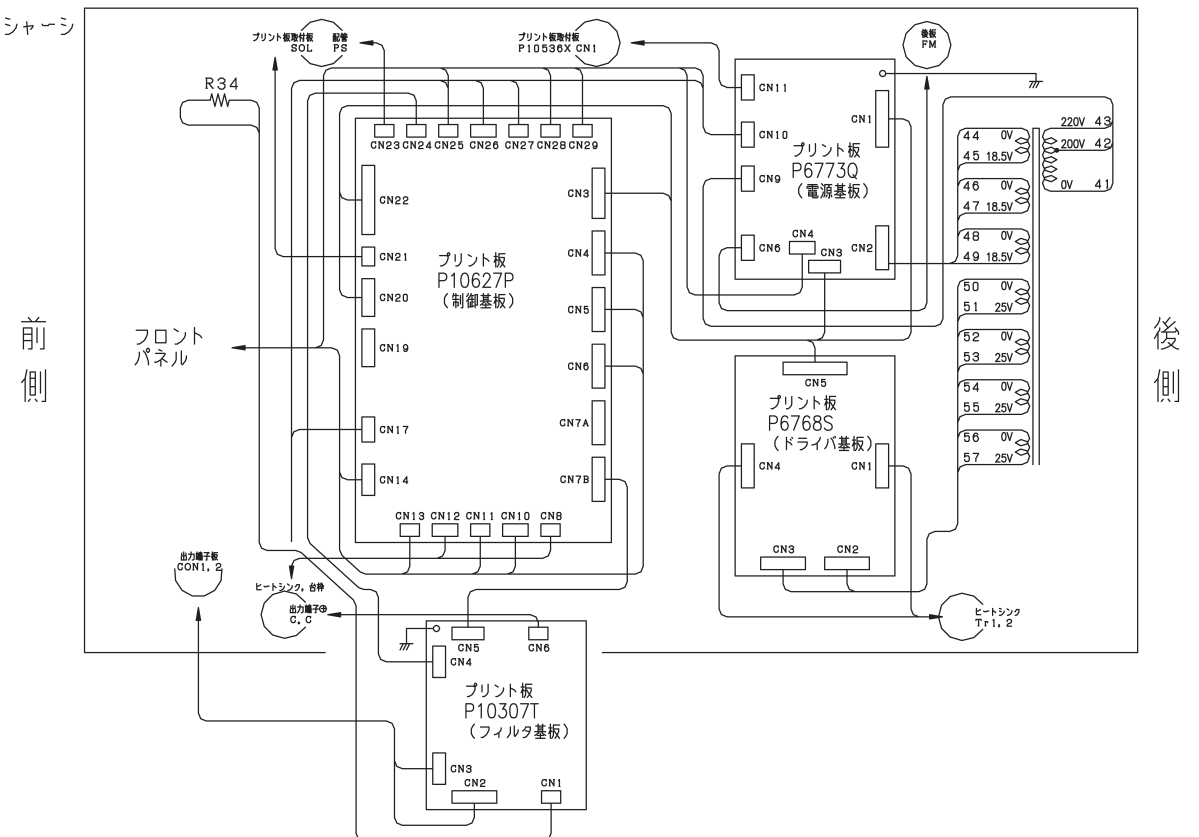 シャーシ
プリント板取付板 配管
SOL PS
プリント板取付板
P10536X CN1
後板
FM
R34
CN23 CN24 CN25 CN26 CN27 CN28 CN29
CN22
CN21
CN20
CN19
CN17
CN14
CN3
CN4
CN5
CN6
CN7A
CN7B
プリント板
P10627P
(制御基板)
CN13 CN12 CN11 CN10 CN8
CN11
CN10
CN9
CN6
CN4
CN3
CN1
CN2
プリント板
P6773Q
(電源基板)
220V 43
200V 42
0V 41
44 0V
45 18.5V
46 0V
47 18.5V
48 0V
49 18.5V
50 0V
51 25V
52 0V
53 25V
54 0V
55 25V
56 0V
57 25V
前側
フロント
パネル
後側
CN5
プリント板
P6768S
(ドライバ基板)
CN4
CN1
CN3 CN2
ヒートシンク
Tr1,2
出力端子板
CON1,2
ヒートシンク,台枠
出力端子⊕
C,C
CN5 CN6
CN4
プリント板
P10307T
(フィルタ基板)
CN3
CN2 CN1